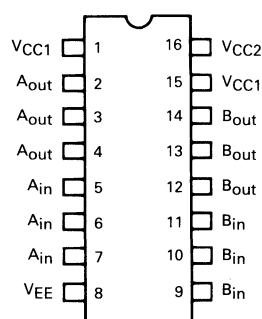 VCC1 1 16 VCC2
Aout 2 15 VCC1
Aout 3 14 Bout
Aout 4 13 Bout
Ain 5 12 Bout
Ain 6 11 Bin
Ain 7 10 Bin
VEE 8 9 Bin